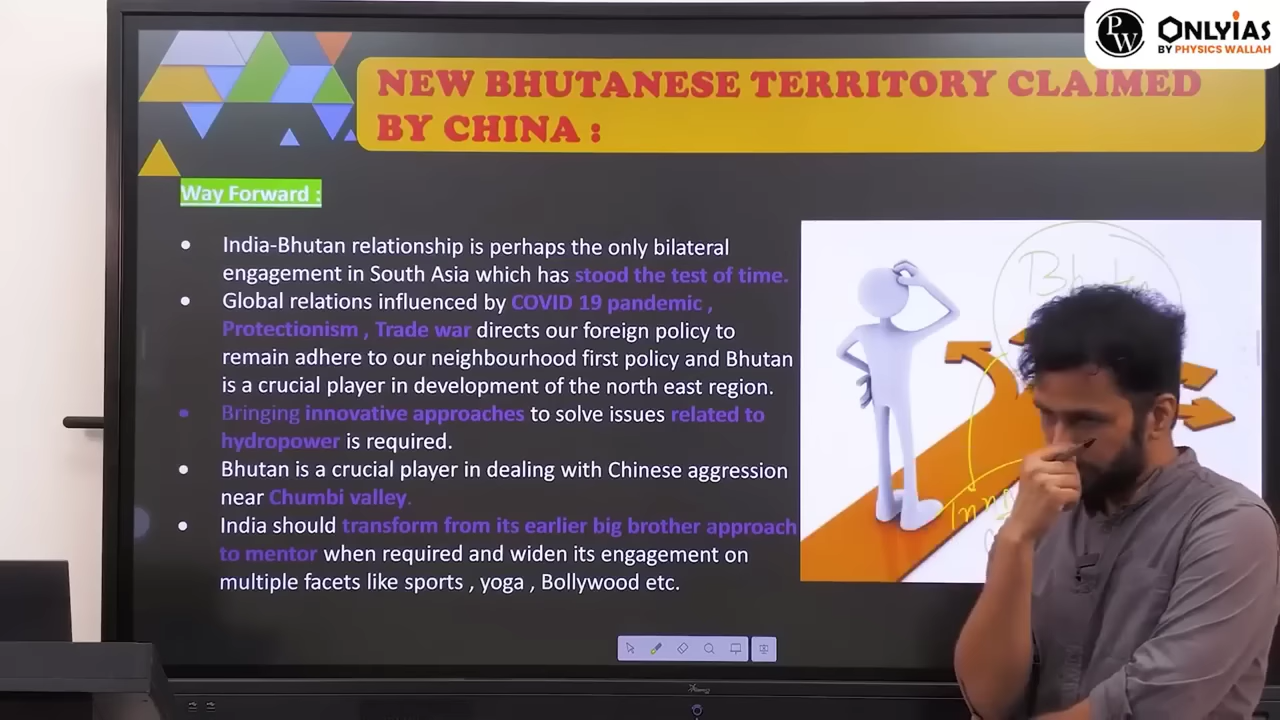 PW
ONLYIAS
BY PHYSICS WALLAH
NEW BHUTANESE TERRITORY CLAIMED
BY CHINA :
Way Forward :
• India-Bhutan relationship is perhaps the only bilateral
engagement in South Asia which has stood the test of time.
• Global relations influenced by COVID 19 pandemic ,
Protectionism , Trade war directs our foreign policy to
remain adhere to our neighbourhood first policy and Bhutan
is a crucial player in development of the north east region.
• Bringing innovative approaches to solve issues related to
hydropower is required.
• Bhutan is a crucial player in dealing with Chinese aggression
near Chumbi valley.
• India should transform from its earlier big brother approach
to mentor when required and widen its engagement on
multiple facets like sports , yoga , Bollywood etc.